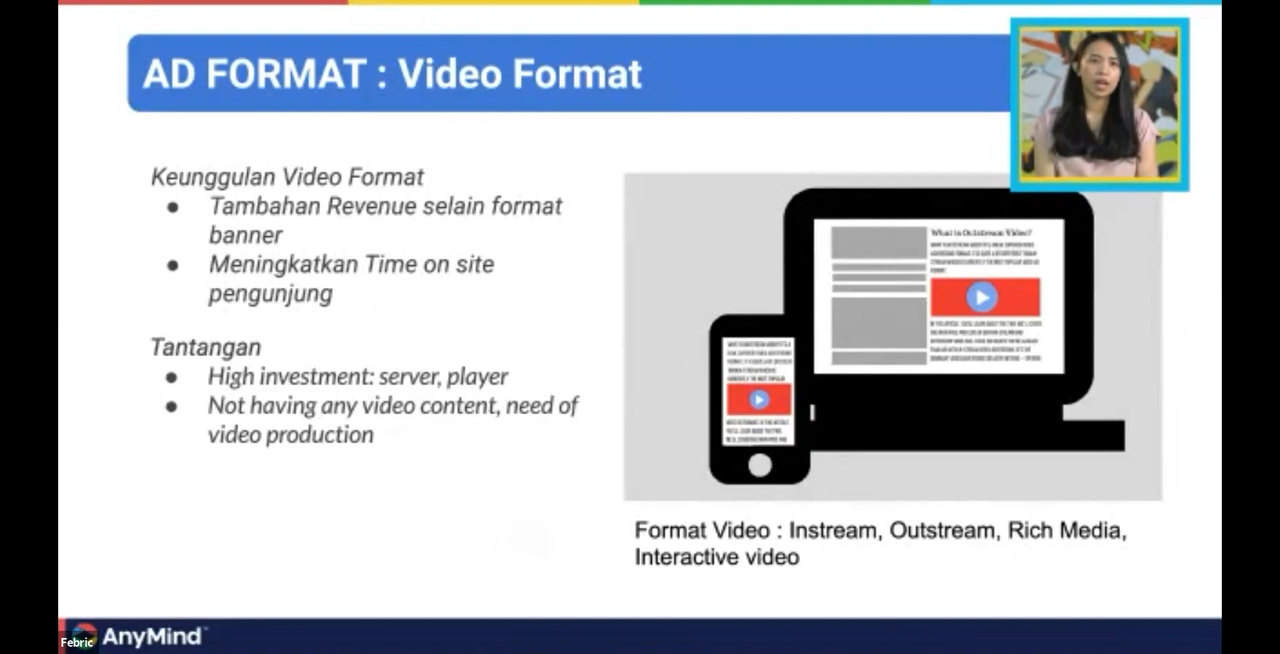 AD FORMAT : Video Format
Keunggulan Video Format
● Tambahan Revenue selain format
banner
● Meningkatkan Time on site
pengunjung
Tantangan
● High investment: server, player
● Not having any video content, need of
video production
What is Outstream Video?
Format Video : Instream, Outstream, Rich Media,
Interactive video
Febric
AnyMind